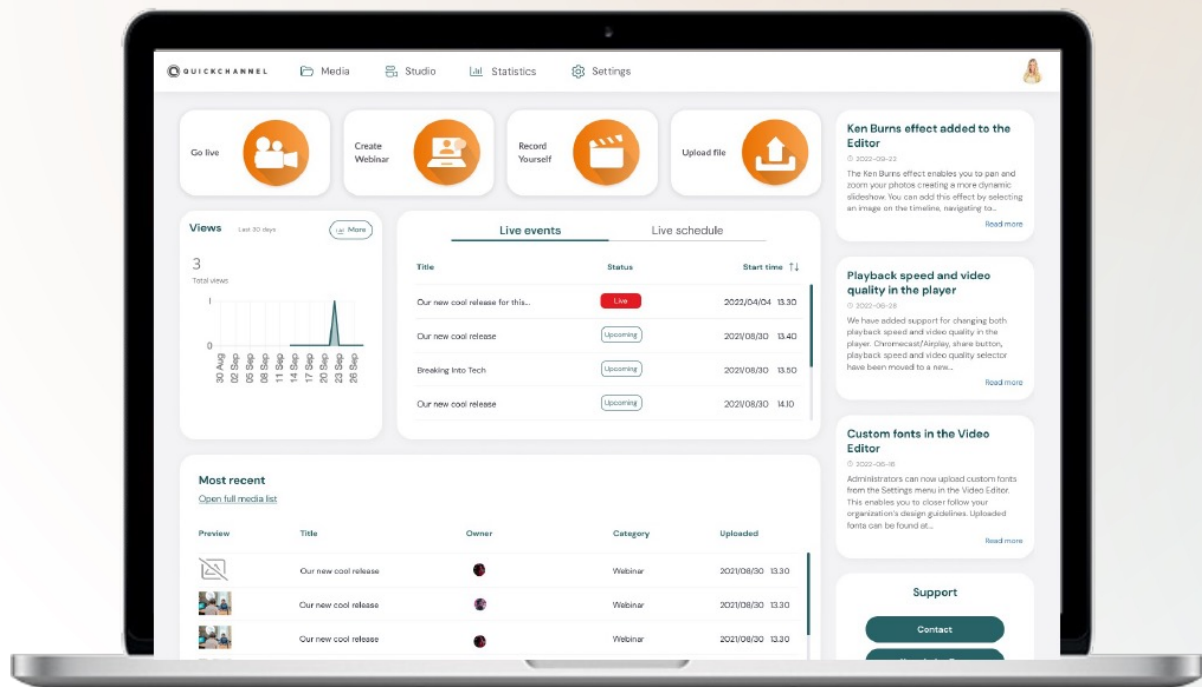 QUICKCHANNEL
Media
Studio
Statistics
Settings
Go live
Create
Webinar
Record
Yourself
Upload file
Views
Last 30 days
More
3
Total views
1
0
30 Aug
02 Sep
05 Sep
08 Sep
11 Sep
14 Sep
17 Sep
20 Sep
23 Sep
26 Sep
Live events
Live schedule
Title
Status
Start time
Our new cool release for this...
Live
2022/04/04 13.30
Our new cool release
Upcoming
2021/08/30 13.40
Breaking Into Tech
Upcoming
2021/08/30 13.50
Our new cool release
Upcoming
2021/08/30 14.10
Most recent
Open full media list
Preview
Title
Owner
Category
Uploaded
Our new cool release
Webinar
2021/08/30 13.30
Our new cool release
Webinar
2021/08/30 13.30
Our new cool release
Webinar
2021/08/30 13.30
Ken Burns effect added to the
Editor
2022-09-22
The Ken Burns effect enables you to pan and
zoom your photos creating a more dynamic
slideshow. You can add this effect by selecting
an image on the timeline, navigating to...
Read more
Playback speed and video
quality in the player
2022-06-28
We have added support for changing both
playback speed and video quality in the
player. Chromecast/Airplay, share button,
playback speed and video quality selector
have been moved to a new...
Read more
Custom fonts in the Video
Editor
Administrators can now upload custom fonts
from the Settings menu in the Video Editor.
This enables you to closer follow your
organization's design guidelines. Uploaded
fonts can be found at...
Read more
Support
Contact